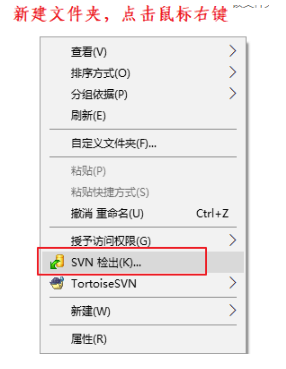 新建文件夹，点击鼠标右键
查看(V)
排序方式(O)
分组依据(P)
刷新(E)
自定义文件夹(F)...
粘贴(P)
粘贴快捷方式(S)
撤消 重命名(U) Ctrl+Z
授予访问权限(G)
SVN 检出(K)...
TortoiseSVN
新建(W)
属性(R)